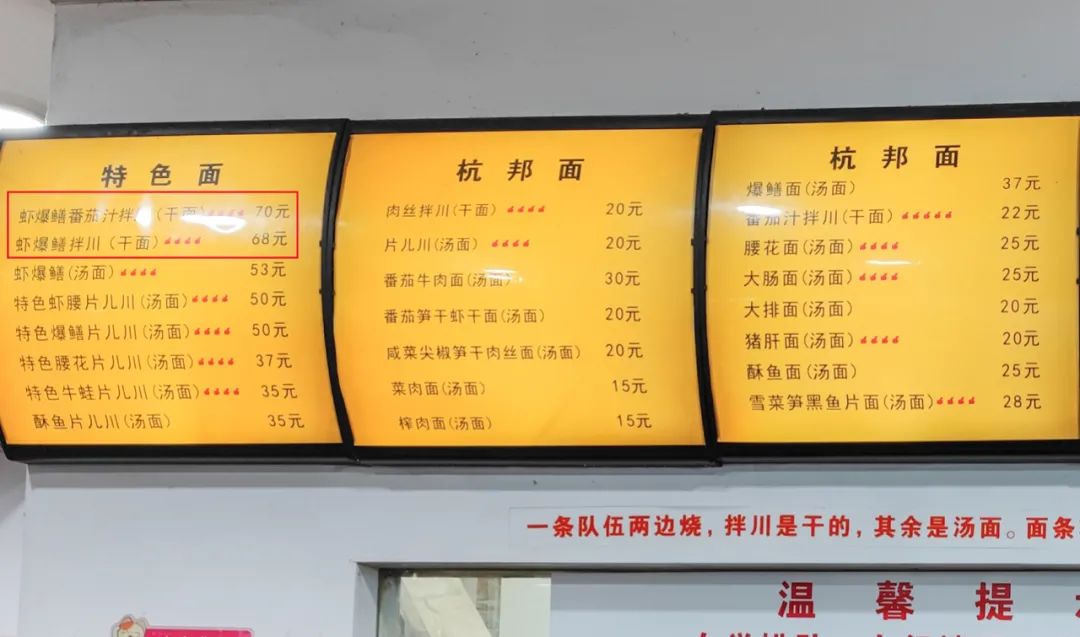 特色面
虾爆鳝番茄汁拌川(干面) 70元
虾爆鳝拌川(干面) 68元
虾爆鳝(汤面) 53元
特色虾腰片儿川(汤面) 50元
特色爆鳝片儿川(汤面) 50元
特色腰花片儿川(汤面) 37元
特色牛蛙片儿川(汤面) 35元
酥鱼片儿川(汤面) 35元
杭邦面
肉丝拌川(干面) 20元
片儿川(汤面) 20元
番茄牛肉面(汤面) 30元
番茄笋干虾干面(汤面) 20元
咸菜尖椒笋干肉丝面(汤面) 20元
菜肉面(汤面) 15元
榨肉面(汤面) 15元
杭邦面
爆鳝面(汤面) 37元
番茄汁拌川(干面) 22元
腰花面(汤面) 25元
大肠面(汤面) 25元
大排面(汤面) 20元
猪肝面(汤面) 20元
酥鱼面(汤面) 25元
雪菜笋黑鱼片面(汤面) 28元
一条队伍两边烧,拌川是干的,其余是汤面。面条
温馨提